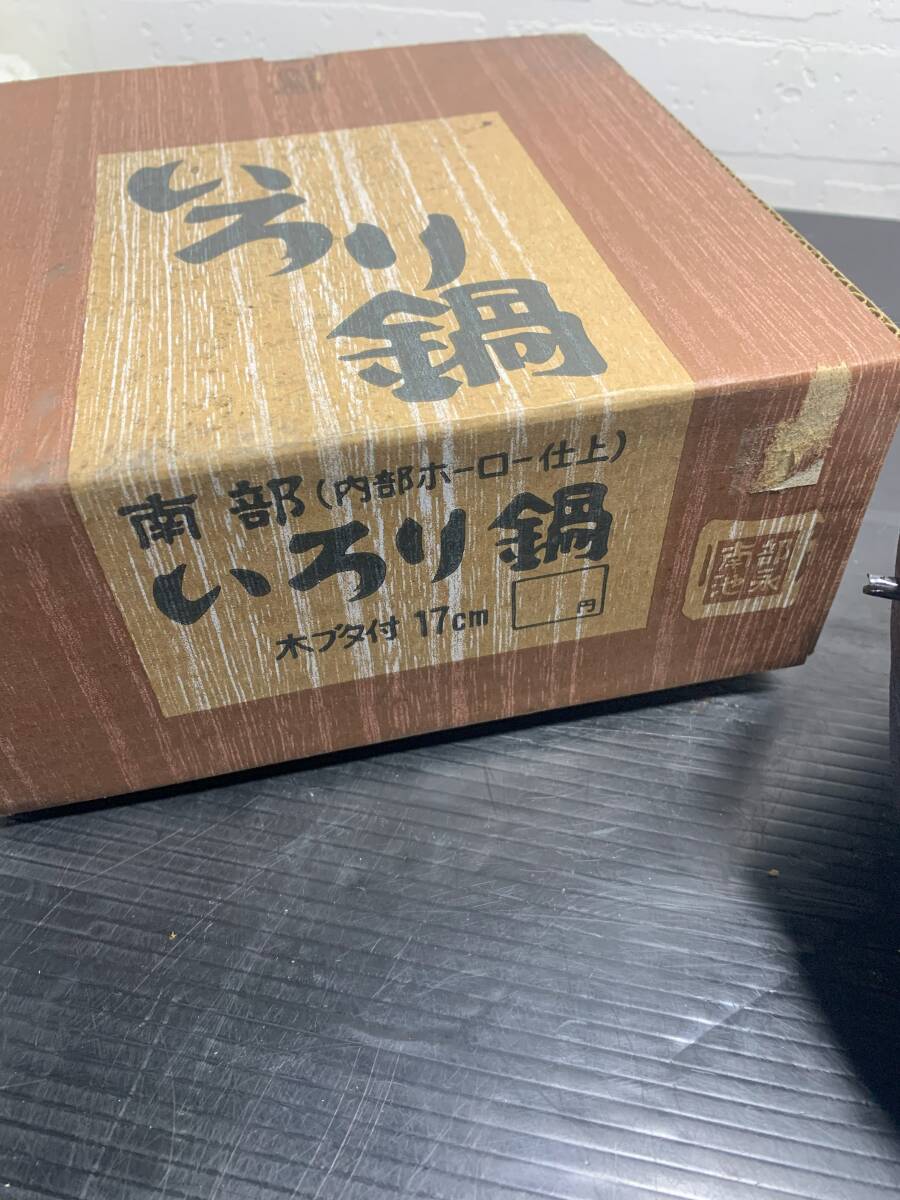 いろり
鍋
南部(内部ホーロー仕上)
いろり鍋
木ブタ付 17cm 円
南部
池永